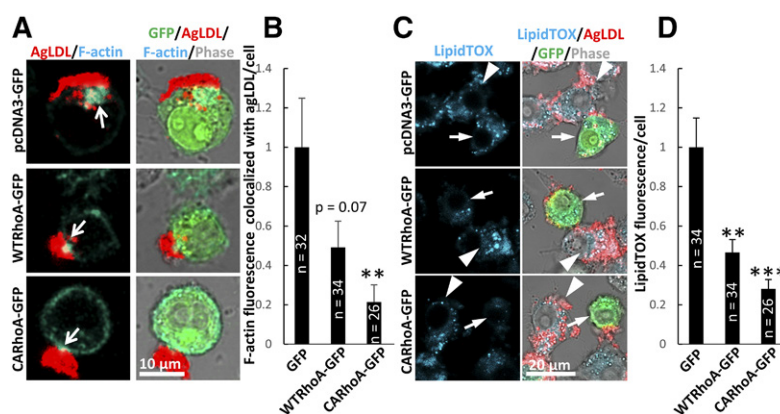 A
AgLDL/F-actin
GFP/AgLDL/
F-actin/Phase
pcDNA3-GFP
WTRhoA-GFP
CARhoA-GFP
10 µm
B
F-actin fluorescence colocalized with agLDL/cell
1.4
1.2
1
0.8
0.6
0.4
0.2
0
p = 0.07
**
n = 32
n = 34
n = 26
GFP
WTRhoA-GFP
CARhoA-GFP
C
LipidTOX
LipidTOX/AgLDL
/GFP/Phase
pcDNA3-GFP
WTRhoA-GFP
CARhoA-GFP
20 µm
D
LipidTOX fluorescence/cell
1.4
1.2
1
0.8
0.6
0.4
0.2
0
**
***
n = 34
n = 34
n = 28
GFP
WTRhoA-GFP
CARhoA-GFP